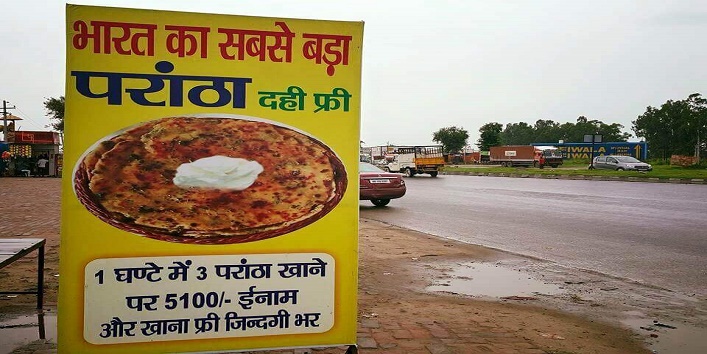 भारत का सबसे बड़ा
परांठा दही फ्री
1 घण्टे में 3 परांठा खाने
पर 5100/- ईनाम
और खाना फ्री जिन्दगी भर